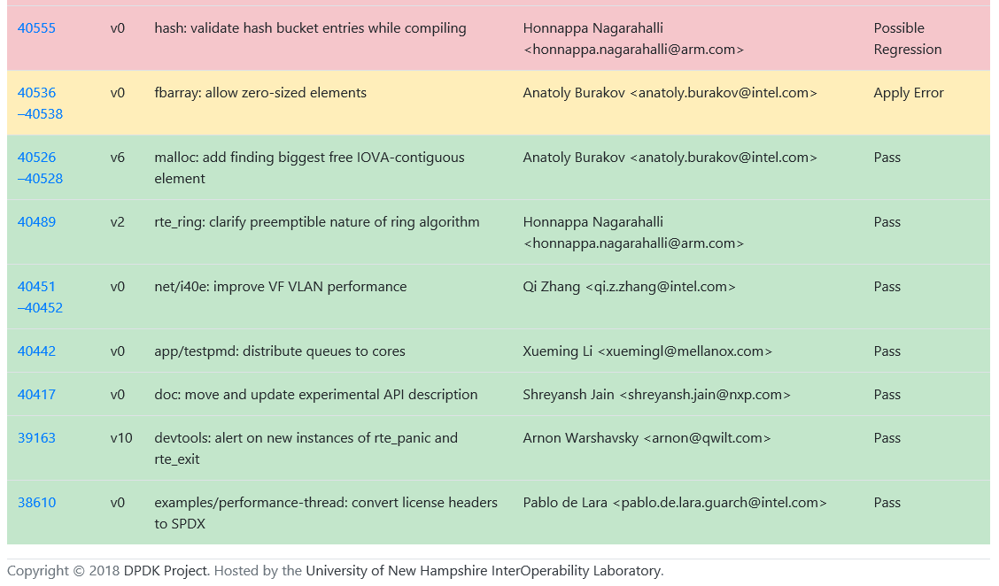 40555 v0 hash: validate hash bucket entries while compiling Honnappa Nagarahalli Possible
<honnappa.nagarahalli@arm.com> Regression
40536 v0 fbarray: allow zero-sized elements Anatoly Burakov <anatoly.burakov@intel.com> Apply Error
–40538
40526 v6 malloc: add finding biggest free IOVA-contiguous Anatoly Burakov <anatoly.burakov@intel.com> Pass
–40528 element
40489 v2 rte_ring: clarify preemptible nature of ring algorithm Honnappa Nagarahalli Pass
<honnappa.nagarahalli@arm.com>
40451 v0 net/i40e: improve VF VLAN performance Qi Zhang <qi.z.zhang@intel.com> Pass
–40452
40442 v0 app/testpmd: distribute queues to cores Xueming Li <xuemingl@mellanox.com> Pass
40417 v0 doc: move and update experimental API description Shreyansh Jain <shreyansh.jain@nxp.com> Pass
39163 v10 devtools: alert on new instances of rte_panic and Arnon Warshavsky <arnon@qwilt.com> Pass
rte_exit
38610 v0 examples/performance-thread: convert license headers Pablo de Lara <pablo.de.lara.guarch@intel.com> Pass
to SPDX
Copyright © 2018 DPDK Project. Hosted by the University of New Hampshire InterOperability Laboratory.